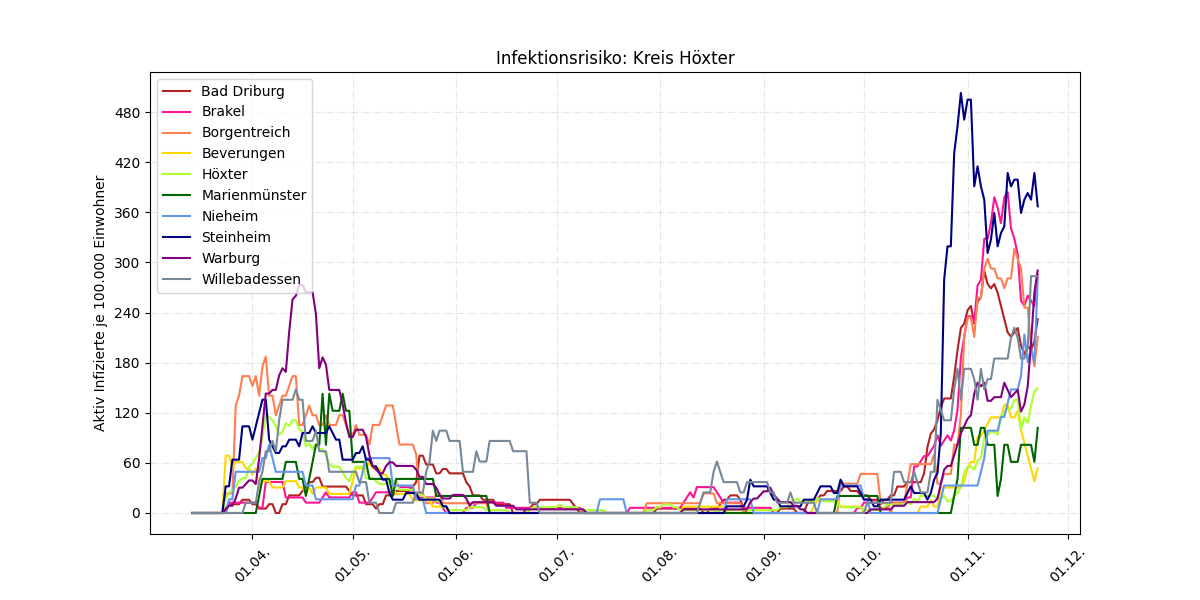 Infektionsrisiko: Kreis Höxter
Aktiv Infizierte je 100.000 Einwohner
480
420
360
300
240
180
120
60
0
Bad Driburg
Brakel
Borgentreich
Beverungen
Höxter
Marienmünster
Nieheim
Steinheim
Warburg
Willebadessen
01.04.
01.05.
01.06.
01.07.
01.08.
01.09.
01.10.
01.11.
01.12.